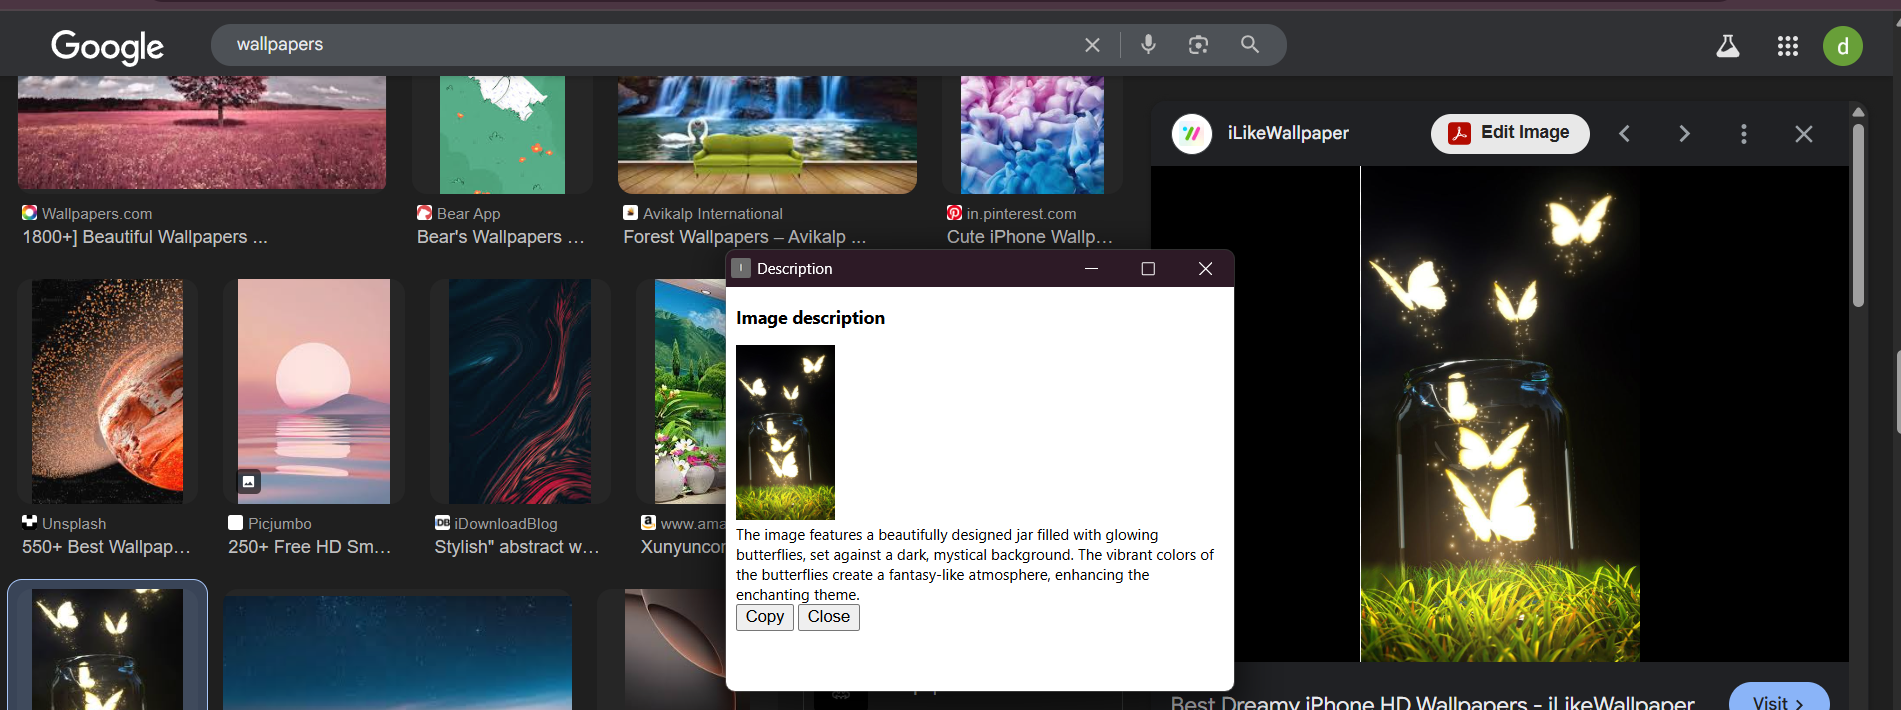 Google
wallpapers
d
iLikeWallpaper
Edit Image
Wallpapers.com
1800+] Beautiful Wallpapers ...
Bear App
Bear's Wallpapers ...
Avikalp International
Forest Wallpapers – Avikalp ...
in.pinterest.com
Cute iPhone Wallp...
Description
Image description
The image features a beautifully designed jar filled with glowing
butterflies, set against a dark, mystical background. The vibrant colors of
the butterflies create a fantasy-like atmosphere, enhancing the
enchanting theme.
Copy Close
Unsplash
550+ Best Wallpap...
Picjumbo
250+ Free HD Sm...
iDB iDownloadBlog
Stylish" abstract w...
www.ama
Xunyuncor
Best Dreamy iPhone HD Wallpapers - iLikeWallpaper
Visit